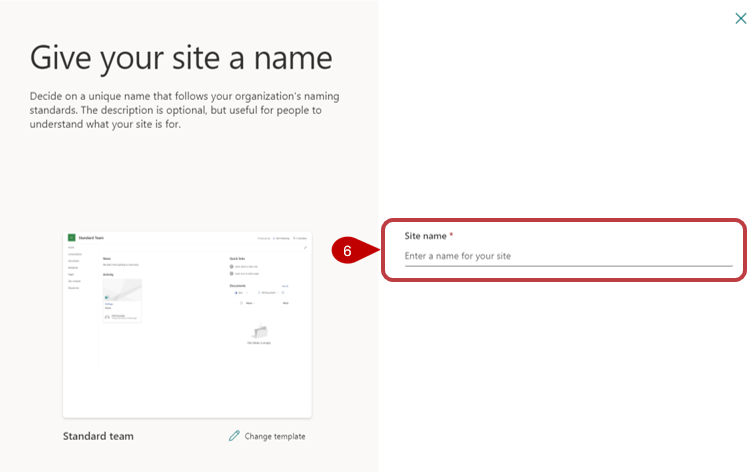 Give your site a name
Decide on a unique name that follows your organization's naming
standards. The description is optional, but useful for people to
understand what your site is for.
Standard Team
News
Activity
Quick links
Documents
Standard team
Change template
6
Site name *
Enter a name for your site